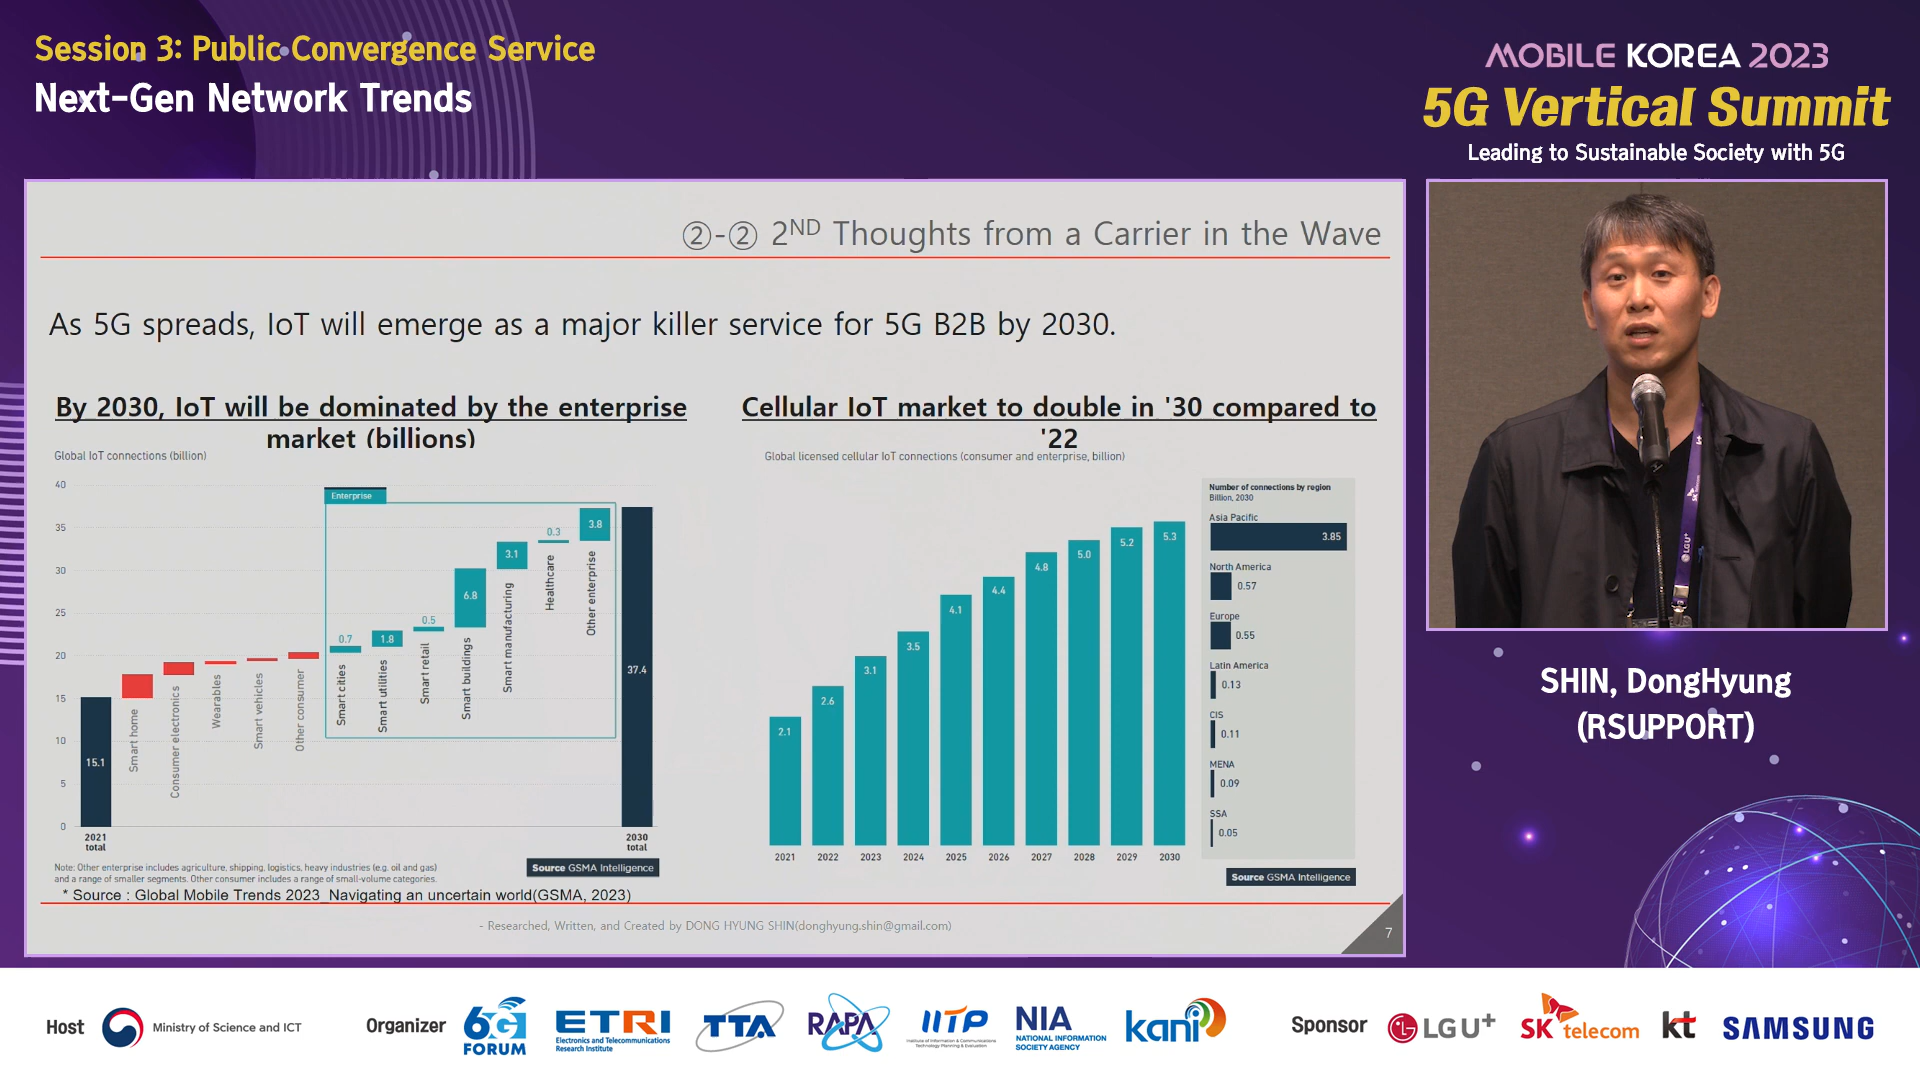 Session 3: Public Convergence Service
Next-Gen Network Trends
MOBILE KOREA 2023
5G Vertical Summit
Leading to Sustainable Society with 5G
②-② 2ND Thoughts from a Carrier in the Wave
As 5G spreads, IoT will emerge as a major killer service for 5G B2B by 2030.
By 2030, IoT will be dominated by the enterprise
market (billions)
Global IoT connections (billion)
40
35
30
25
20
15
10
5
0
Enterprise
15.1
0.7
1.8
0.5
6.8
3.1
0.3
3.8
37.4
Smart home
Consumer electronics
Wearables
Smart vehicles
Other consumer
Smart cities
Smart utilities
Smart retail
Smart buildings
Smart manufacturing
Healthcare
Other enterprise
2021
total
2030
total
Note: Other enterprise includes agriculture, shipping, logistics, heavy industries (e.g. oil and gas)
and a range of smaller segments. Other consumer includes a range of small-volume categories.
Source GSMA Intelligence
* Source : Global Mobile Trends 2023_Navigating an uncertain world(GSMA, 2023)
Cellular IoT market to double in '30 compared to
'22
Global licensed cellular IoT connections (consumer and enterprise, billion)
2.1
2.6
3.1
3.5
4.1
4.4
4.8
5.0
5.2
5.3
2021 2022 2023 2024 2025 2026 2027 2028 2029 2030
Number of connections by region
Billion, 2030
Asia Pacific
3.85
North America
0.57
Europe
0.55
Latin America
0.13
CIS
0.11
MENA
0.09
SSA
0.05
Source GSMA Intelligence
- Researched, Written, and Created by DONG HYUNG SHIN(donghyung.shin@gmail.com)
7
SK telecom
LGU+
SHIN, DongHyung
(RSUPPORT)
Host
Ministry of Science and ICT
Organizer
6G
FORUM
ETRI
Electronics and Telecommunications
Research Institute
TTA
RAPA
IITP
Institute of Information & Communications
Technology Planning & Evaluation
NIA
NATIONAL INFORMATION
SOCIETY AGENCY
kani
Sponsor
LG U+
SK telecom
kt
SAMSUNG